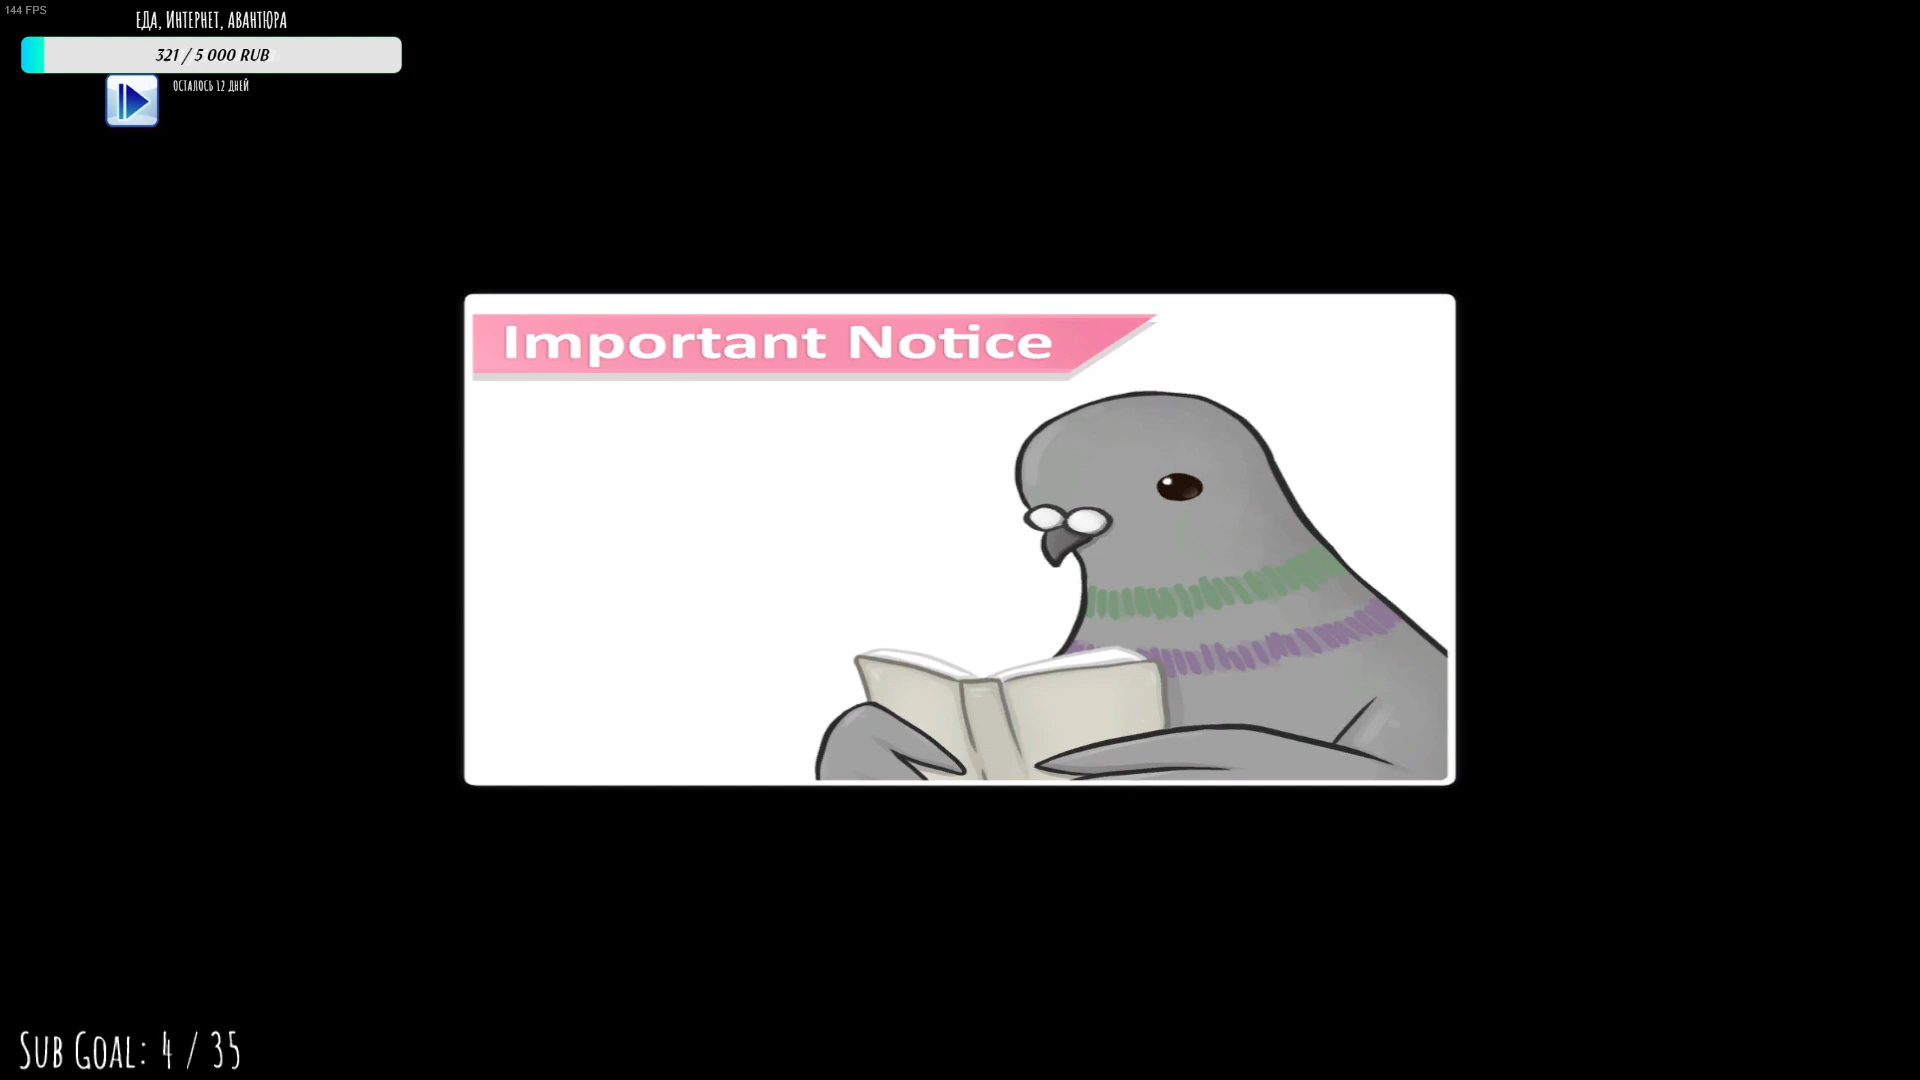 144 FPS
ЕДА, ИНТЕРНЕТ, АВАНТЮРА
321 / 5 000 RUB
ОСТАЛОСЬ 12 ДНЕЙ
Important Notice
SUB GOAL: 4 / 35